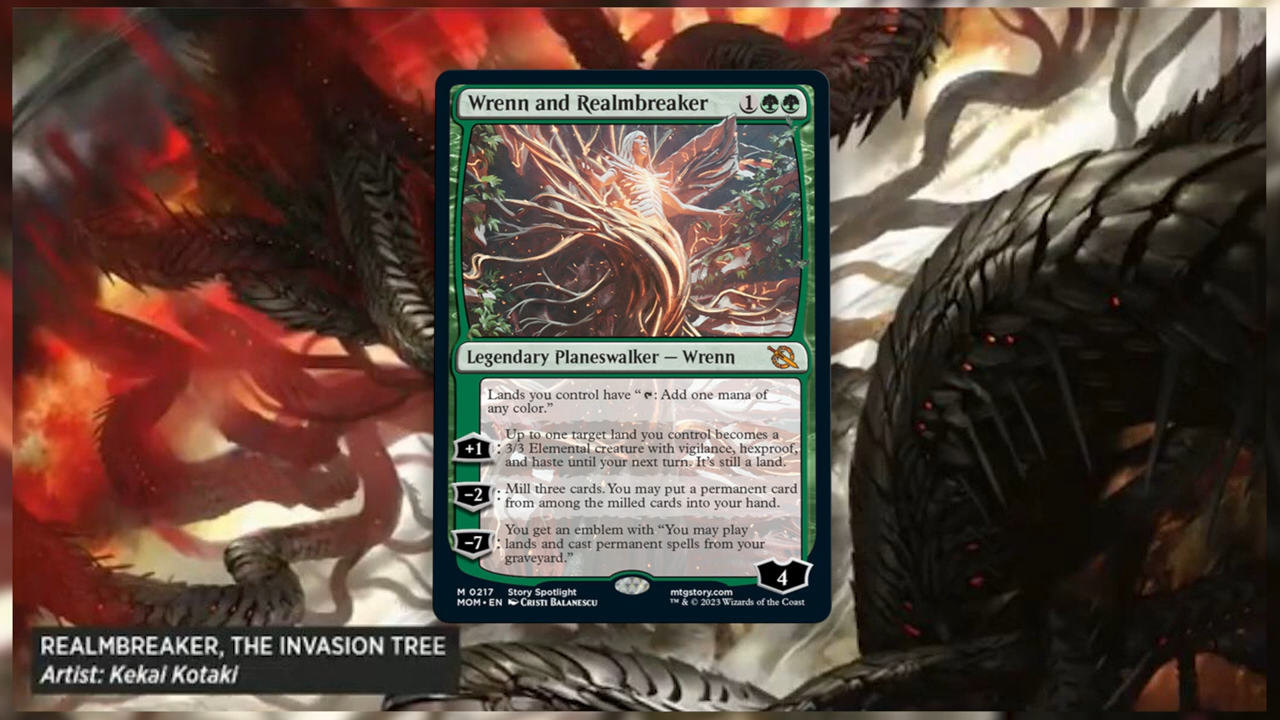 Wrenn and Realmbreaker 1
Legendary Planeswalker — Wrenn
Lands you control have “ : Add one mana of
any color.”
+1 : Up to one target land you control becomes a
3/3 Elemental creature with vigilance, hexproof,
and haste until your next turn. It’s still a land.
−2 : Mill three cards. You may put a permanent card
from among the milled cards into your hand.
−7 : You get an emblem with “You may play
lands and cast permanent spells from your
graveyard.”
4
M 0217 Story Spotlight mtgstory.com
MOM • EN Cristi Balanescu ™ & © 2023 Wizards of the Coast
REALMBREAKER, THE INVASION TREE
Artist: Kekai Kotaki